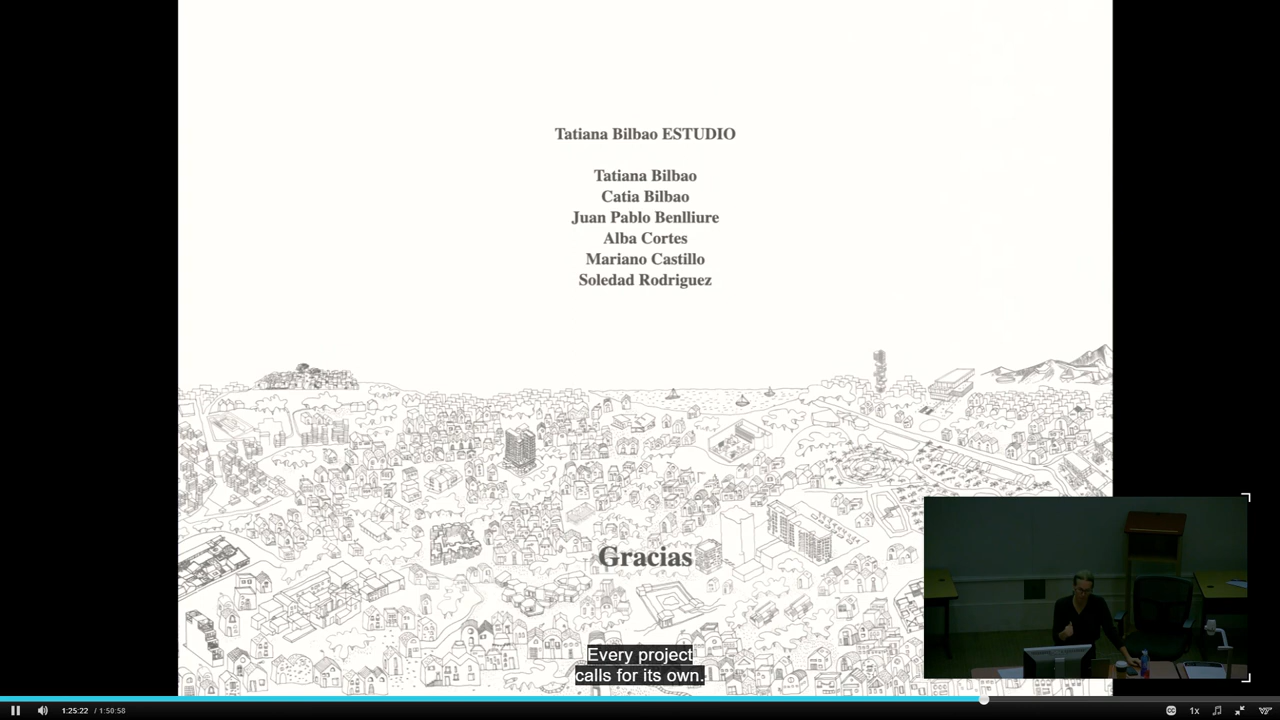 Tatiana Bilbao ESTUDIO
Tatiana Bilbao
Catia Bilbao
Juan Pablo Benlliure
Alba Cortes
Mariano Castillo
Soledad Rodriguez
Gracias
Every project
calls for its own.
1:25:22 / 1:50:58
CC
1x